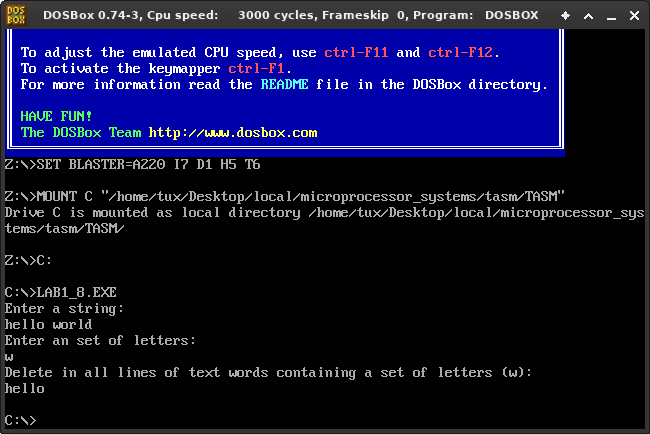 DOS BOX DOSBox 0.74-3, Cpu speed: 3000 cycles, Frameskip 0, Program: DOSBOX
To adjust the emulated CPU speed, use ctrl-F11 and ctrl-F12.
To activate the keymapper ctrl-F1.
For more information read the README file in the DOSBox directory.
HAVE FUN!
The DOSBox Team http://www.dosbox.com
Z:\>SET BLASTER=A220 I7 D1 H5 T6
Z:\>MOUNT C "/home/tux/Desktop/local/microprocessor_systems/tasm/TASM"
Drive C is mounted as local directory /home/tux/Desktop/local/microprocessor_sys
tems/tasm/TASM/
Z:\>C:
C:\>LAB1_8.EXE
Enter a string:
hello world
Enter an set of letters:
w
Delete in all lines of text words containing a set of letters (w):
hello
C:\>